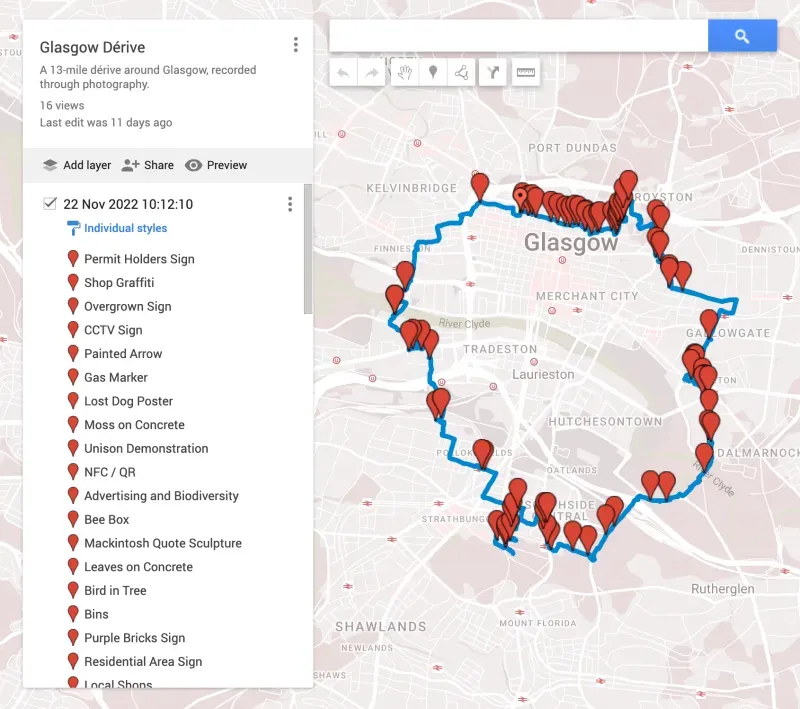 Glasgow Dérive
A 13-mile dérive around Glasgow, recorded
through photography.
16 views
Last edit was 11 days ago
Add layer
Share
Preview
22 Nov 2022 10:12:10
Individual styles
Permit Holders Sign
Shop Graffiti
Overgrown Sign
CCTV Sign
Painted Arrow
Gas Marker
Lost Dog Poster
Moss on Concrete
Unison Demonstration
NFC / QR
Advertising and Biodiversity
Bee Box
Mackintosh Quote Sculpture
Leaves on Concrete
Bird in Tree
Bins
Purple Bricks Sign
Residential Area Sign
Local Shops
PORT DUNDAS
KELVINBRIDGE
ROYSTON
Glasgow
FINNIESTON
DENNISTOUN
MERCHANT CITY
River Clyde
GALLOWGATE
TRADESTON
Laurieston
TON
HUTCHESONTOWN
DALMARNOCK
OATLANDS
River Clyde
STRATHBUNG
Rutherglen
SHAWLANDS
MOUNT FLORIDA
NEWLANDS
SHAWS